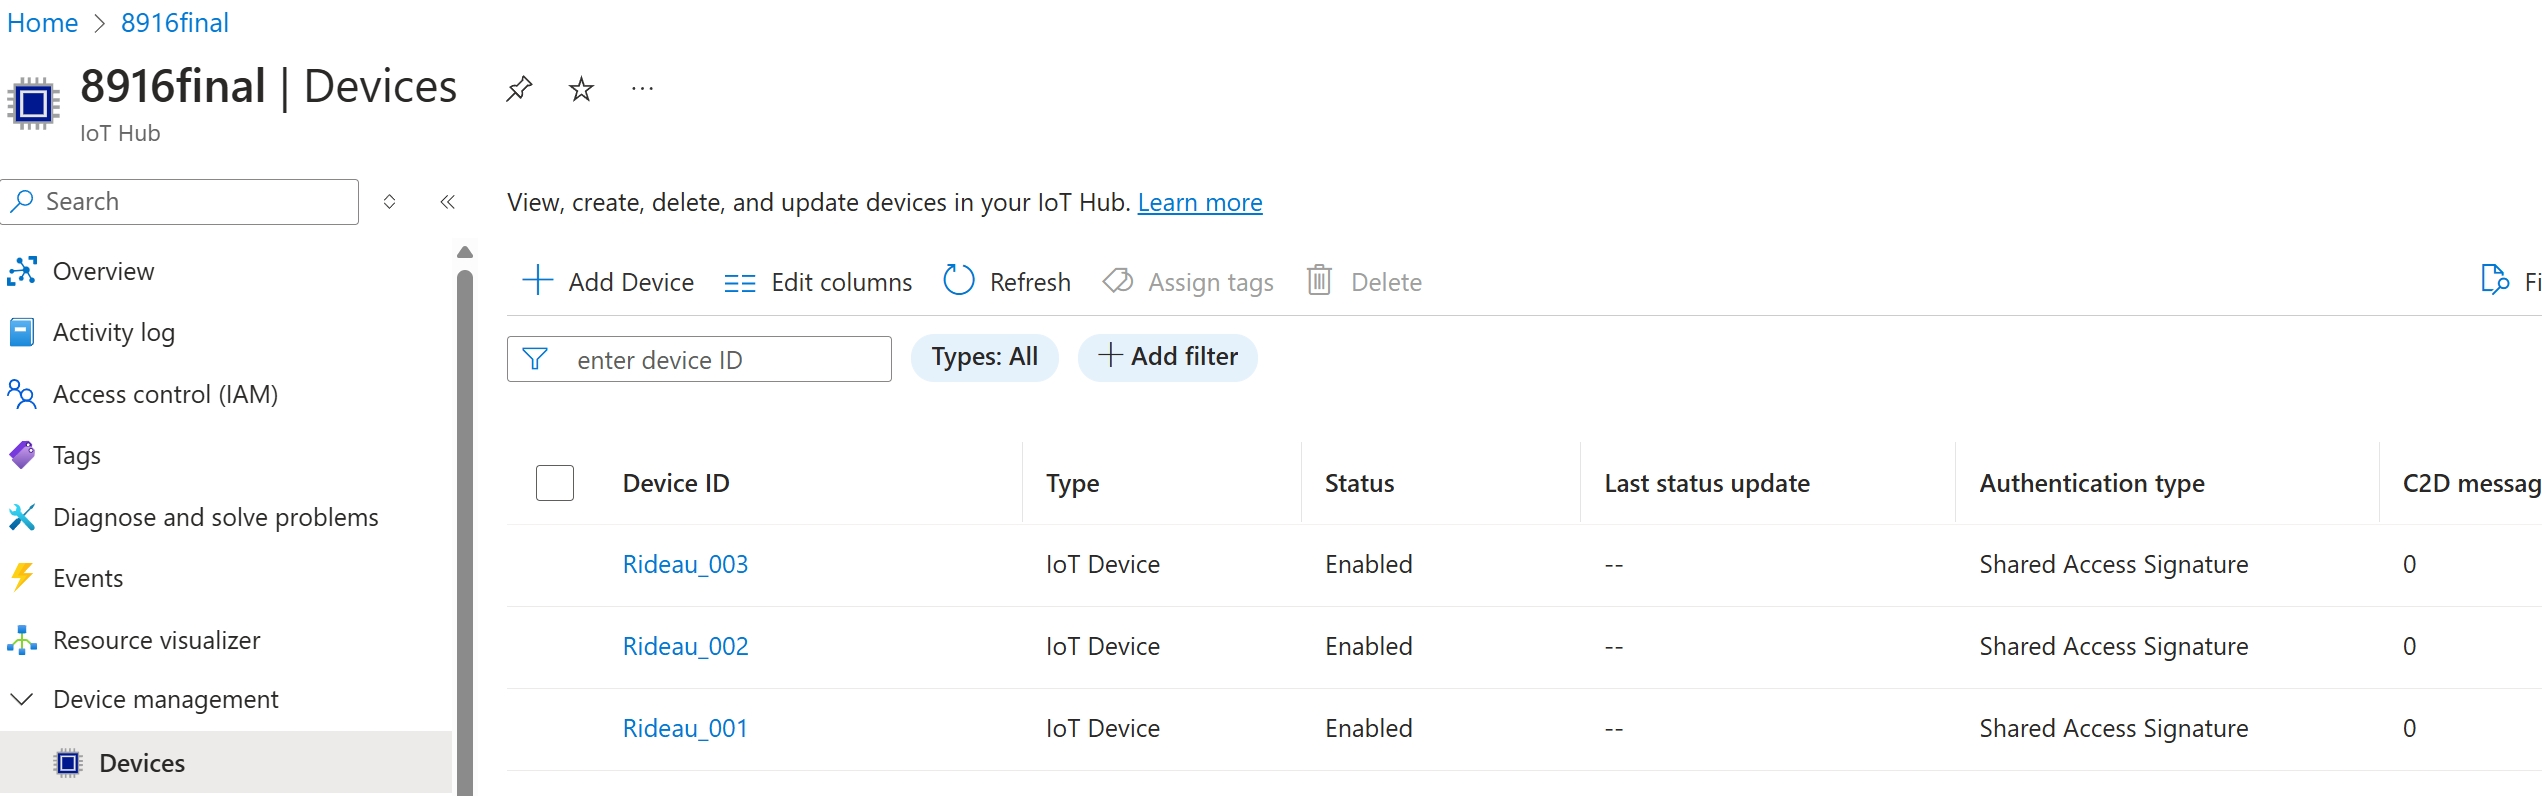 Home > 8916final
8916final | Devices
IoT Hub
Search
Overview
Activity log
Access control (IAM)
Tags
Diagnose and solve problems
Events
Resource visualizer
Device management
Devices
View, create, delete, and update devices in your IoT Hub. Learn more
Add Device Edit columns Refresh Assign tags Delete Fi
enter device ID Types: All Add filter
Device ID Type Status Last status update Authentication type C2D messag
Rideau_003 IoT Device Enabled -- Shared Access Signature 0
Rideau_002 IoT Device Enabled -- Shared Access Signature 0
Rideau_001 IoT Device Enabled -- Shared Access Signature 0